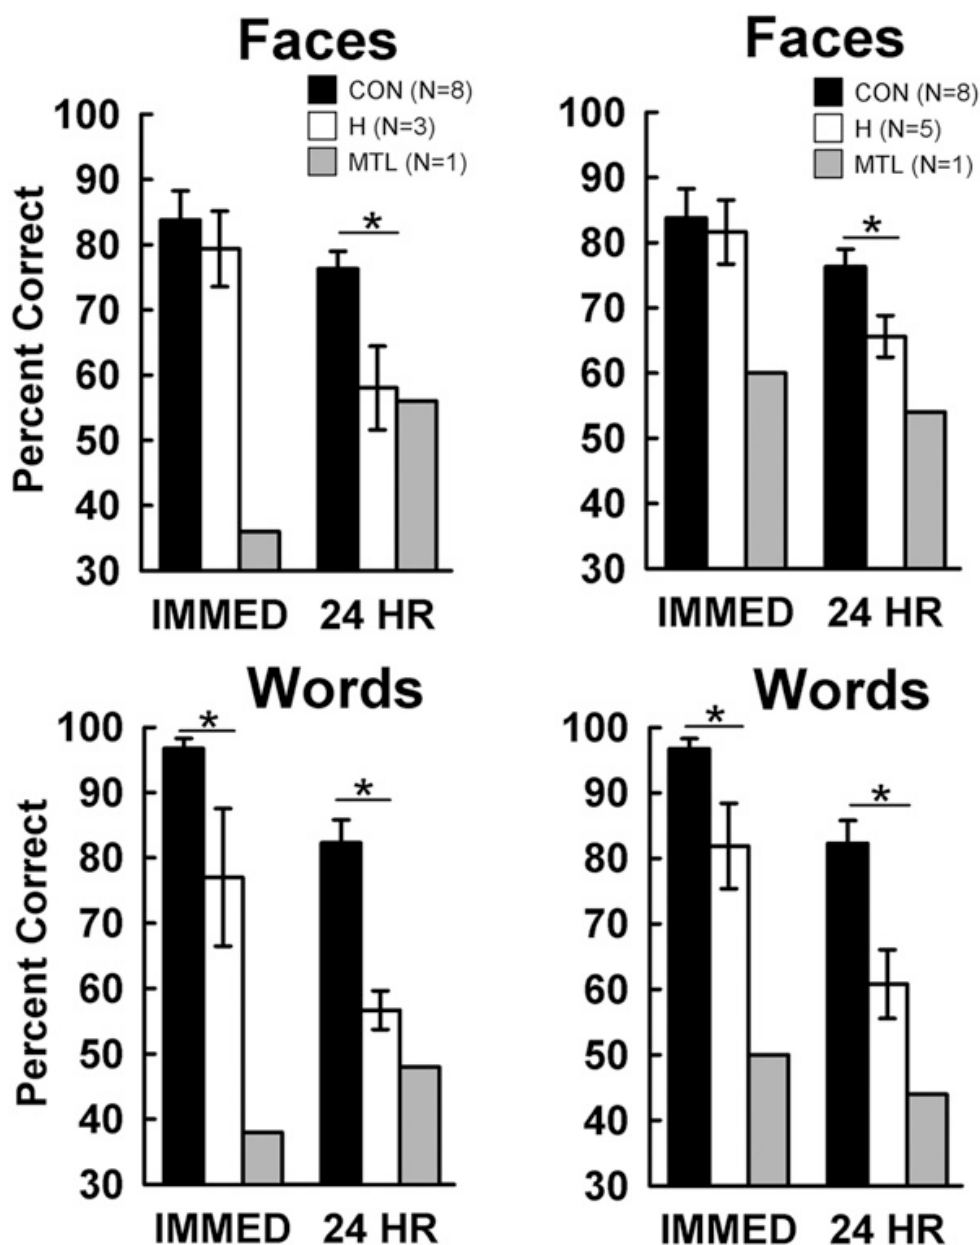 Faces
CON (N=8)
H (N=3)
MTL (N=1)
Percent Correct
100
90
80
70
60
50
40
30
*
IMMED 24 HR
Faces
CON (N=8)
H (N=5)
MTL (N=1)
100
90
80
70
60
50
40
30
*
IMMED 24 HR
Words
Percent Correct
100
90
80
70
60
50
40
30
*
*
IMMED 24 HR
Words
100
90
80
70
60
50
40
30
*
*
IMMED 24 HR